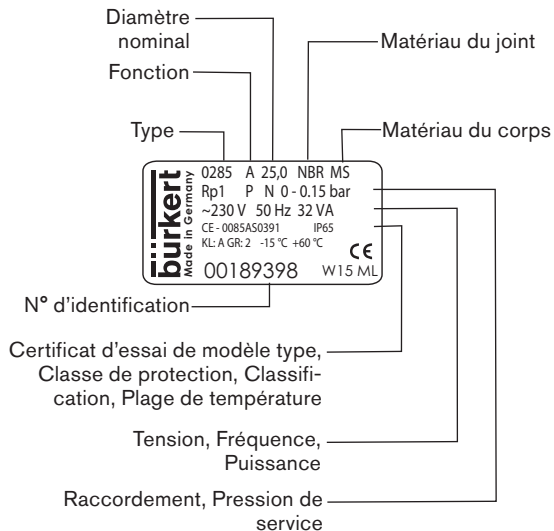 Diamètre
nominal
Matériau du joint
Fonction
Type
Matériau du corps
bürkert
Made in Germany
0285 A 25,0 NBR MS
Rp1 P N 0 - 0.15 bar
~230 V 50 Hz 32 VA
CE - 0085AS0391 IP65
KL: A GR: 2 -15 °C +60 °C
CE
00189398 W15 ML
N° d'identification
Certificat d'essai de modèle type,
Classe de protection, Classifi-
cation, Plage de température
Tension, Fréquence,
Puissance
Raccordement, Pression de
service